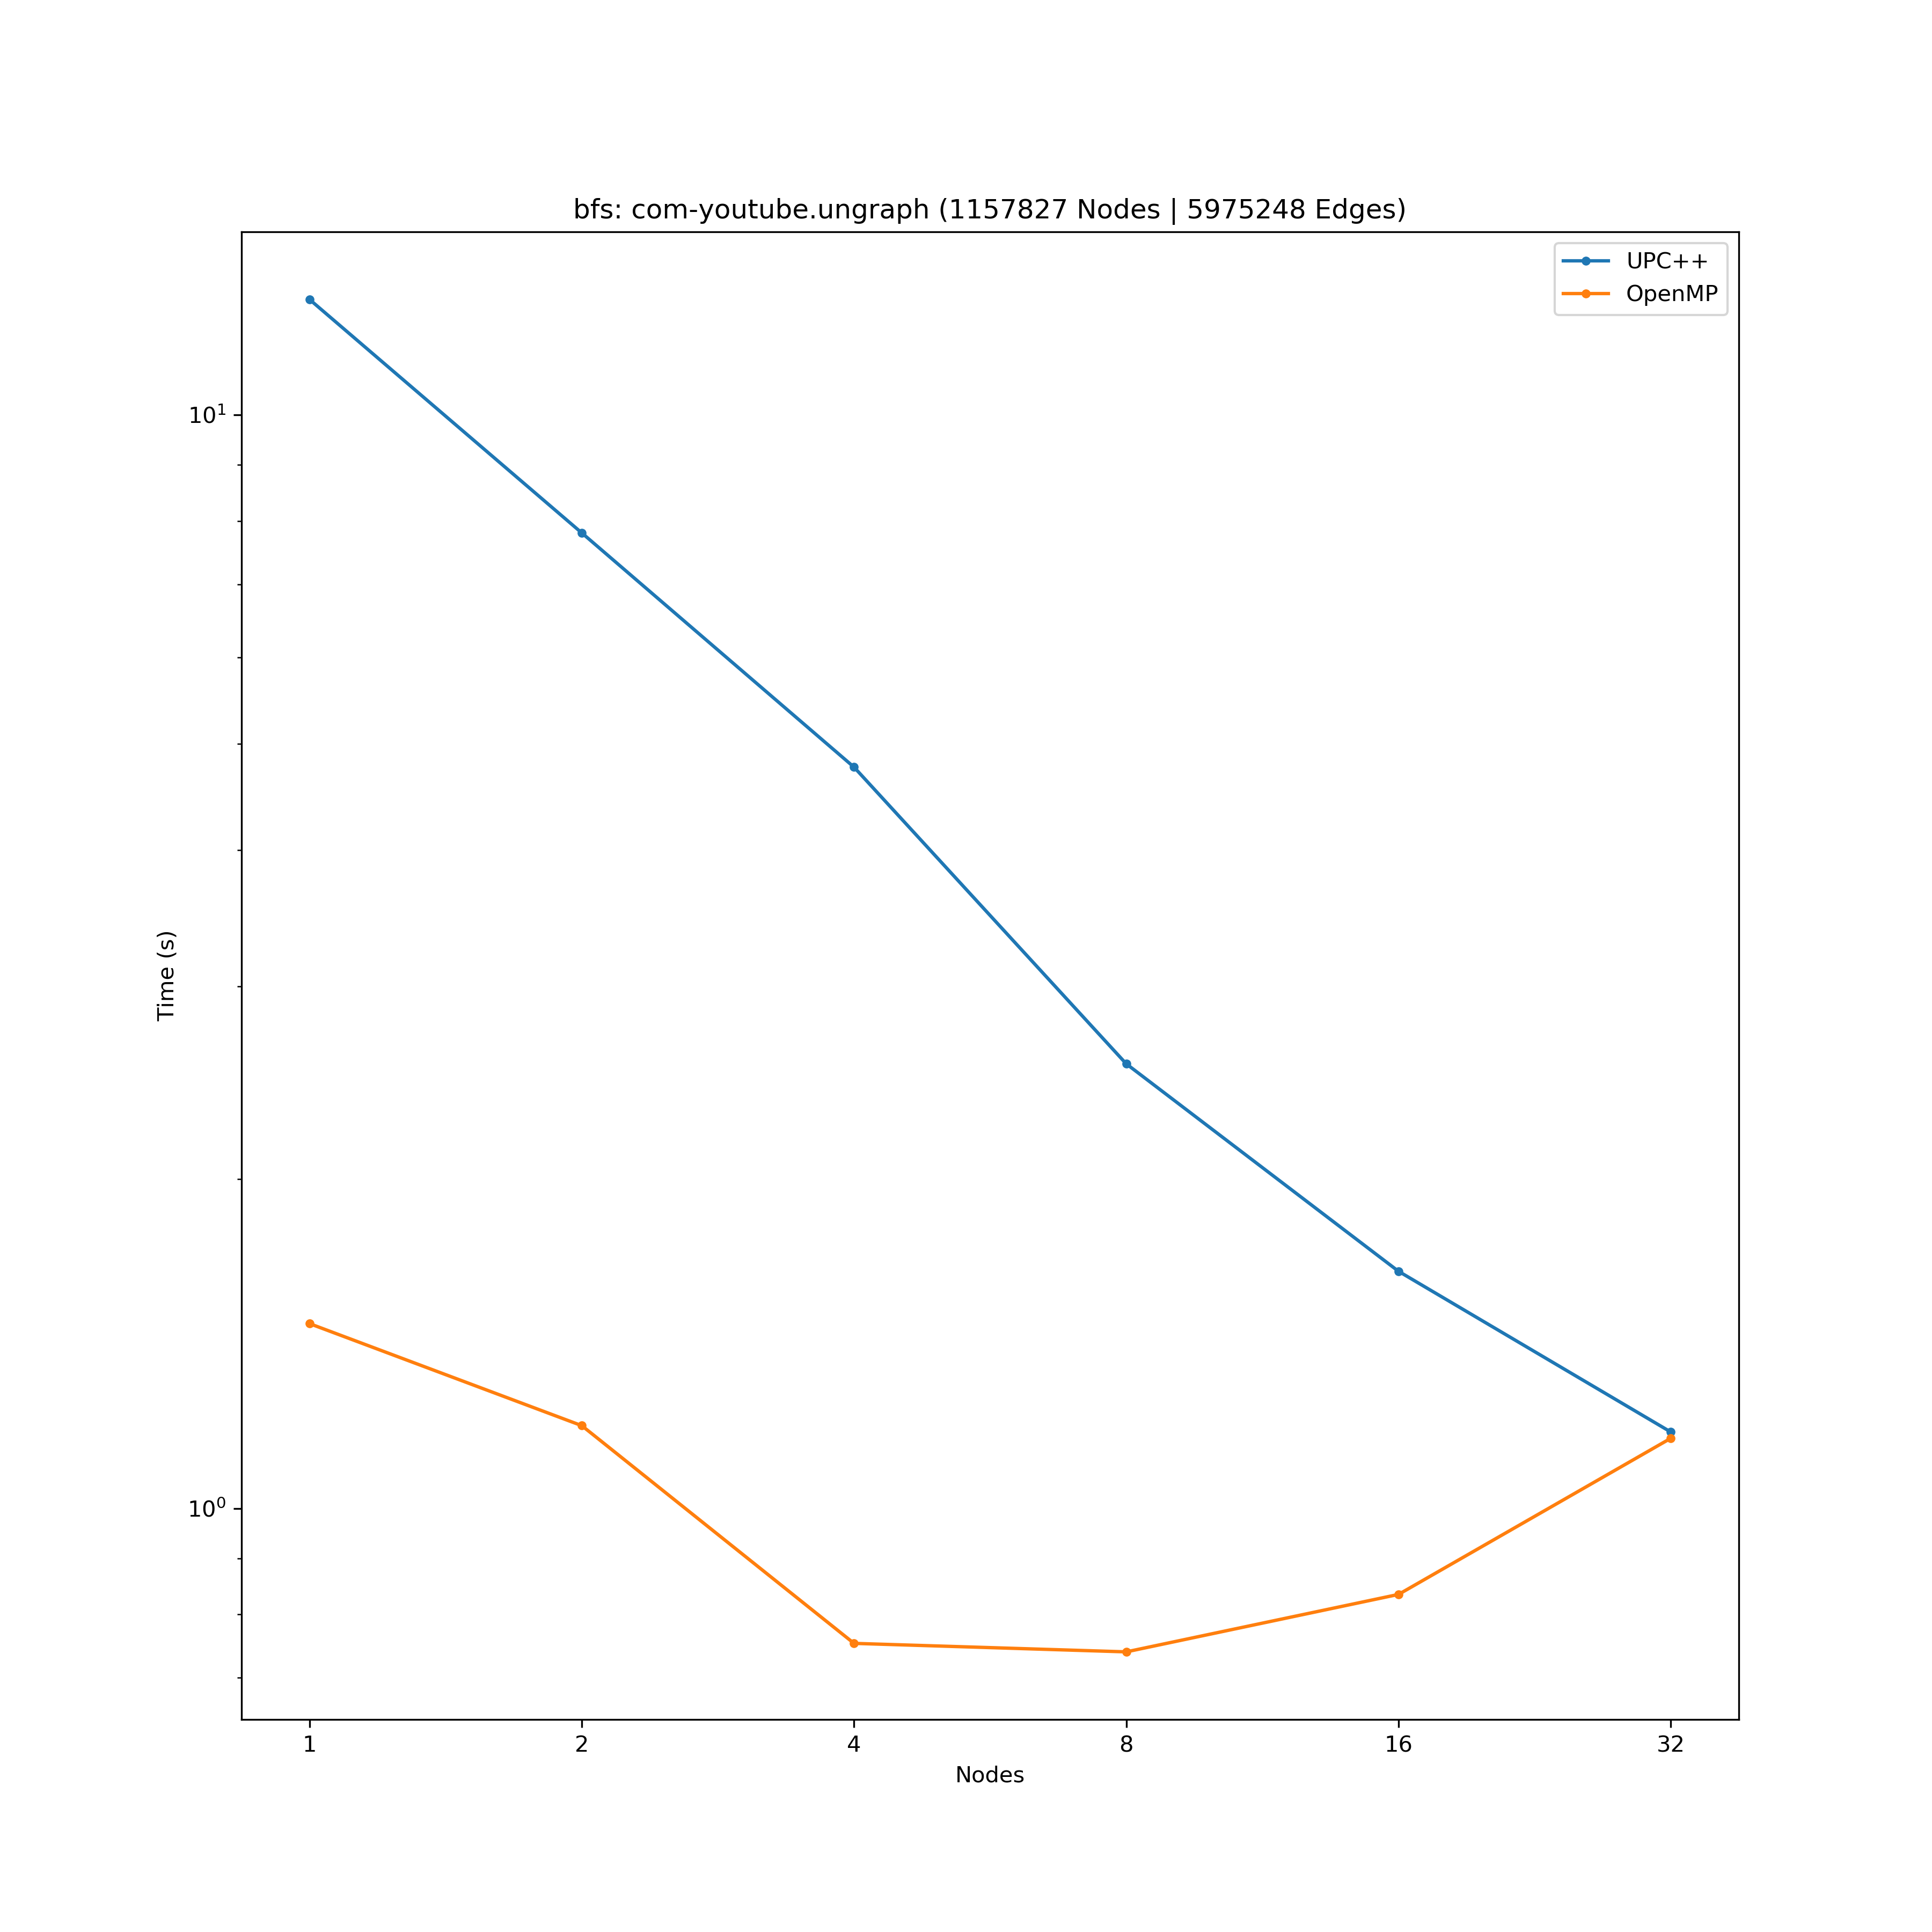 bfs: com-youtube.ungraph (1157827 Nodes | 5975248 Edges)
UPC++
OpenMP
10¹
10⁰
Time (s)
1 2 4 8 16 32
Nodes